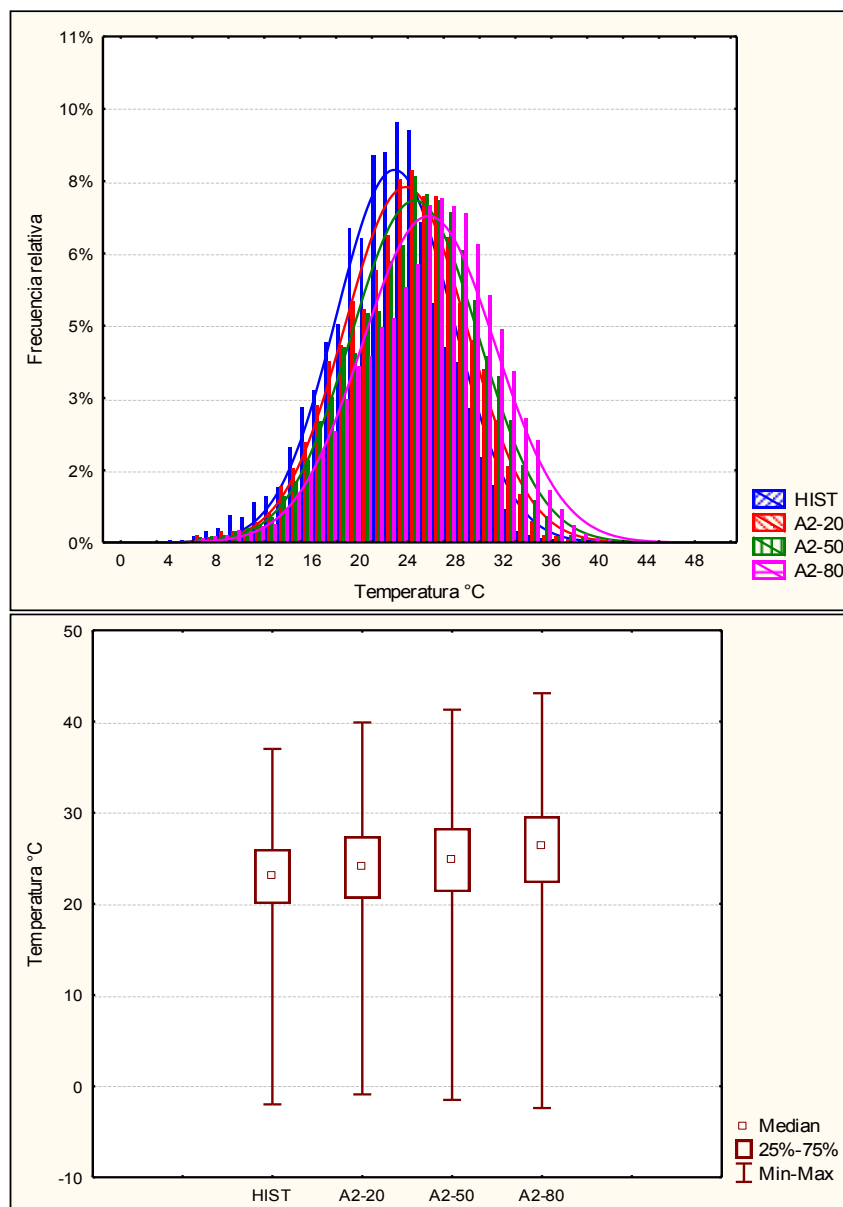 11%
10%
8%
6%
5%
3%
2%
0%
Frecuencia relativa
0 4 8 12 16 20 24 28 32 36 40 44 48
Temperatura °C
HIST
A2-20
A2-50
A2-80
50
40
30
20
10
0
-10
Temperatura °C
HIST A2-20 A2-50 A2-80
Median
25%-75%
Min-Max